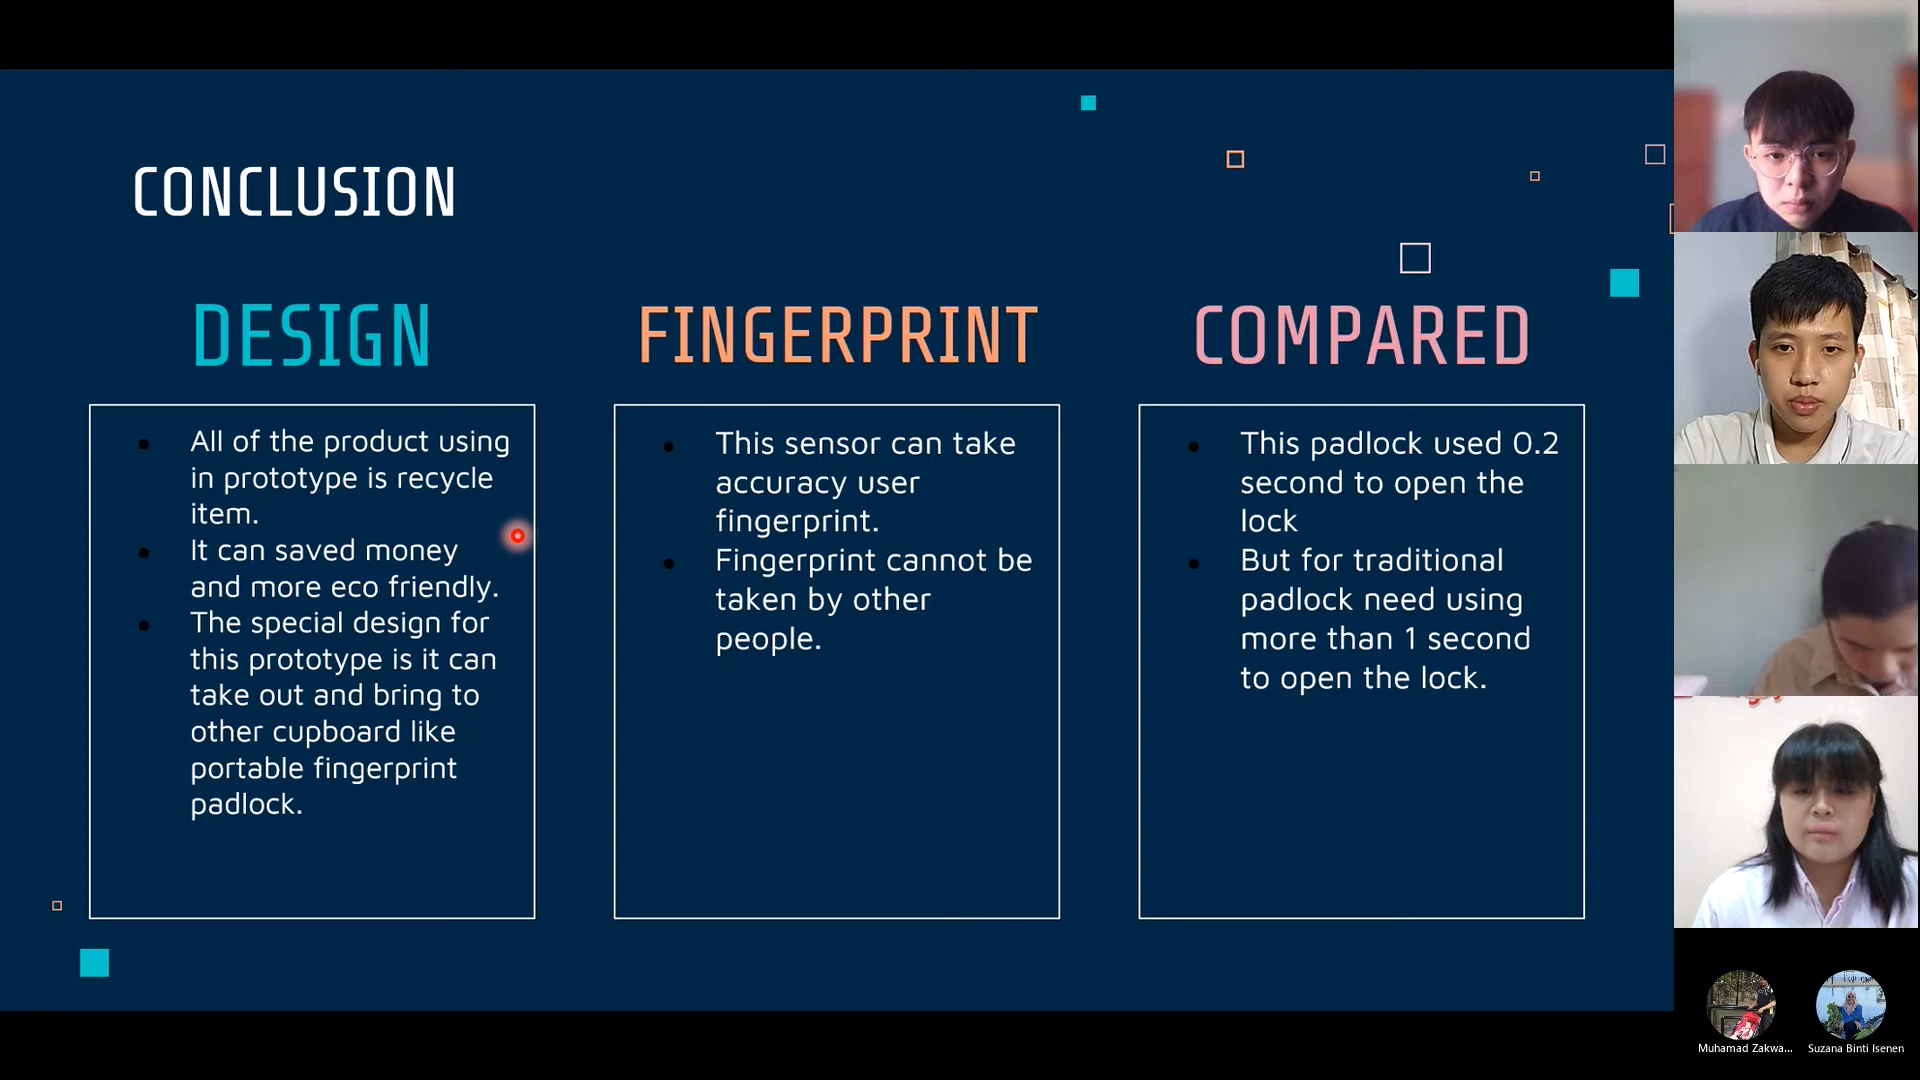 CONCLUSION
DESIGN
All of the product using
in prototype is recycle
item.
It can saved money
and more eco friendly.
The special design for
this prototype is it can
take out and bring to
other cupboard like
portable fingerprint
padlock.
FINGERPRINT
This sensor can take
accuracy user
fingerprint.
Fingerprint cannot be
taken by other
people.
COMPARED
This padlock used 0.2
second to open the
lock
But for traditional
padlock need using
more than 1 second
to open the lock.
Muhamad Zakwa...
Suzana Binti Isenen